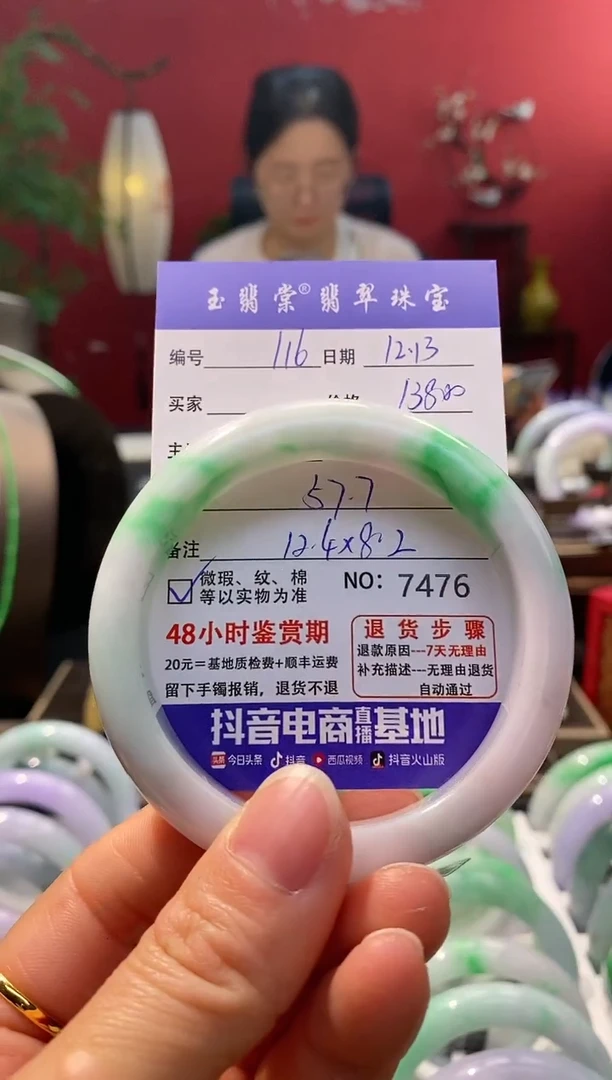 玉翡棠®翡翠珠宝
编号 116 日期 12.13
买家 价格 13800
57.7
备注 12.4x8.2
微瑕、纹、棉
等以实物为准
NO: 7476
48小时鉴赏期
20元=基地质检费+顺丰运费
留下手镯报销，退货不退
退货步骤
退款原因---7天无理由
补充描述---无理由退货
自动通过
抖音电商直播基地
头条 今日头条 抖音 西瓜视频 抖音火山版